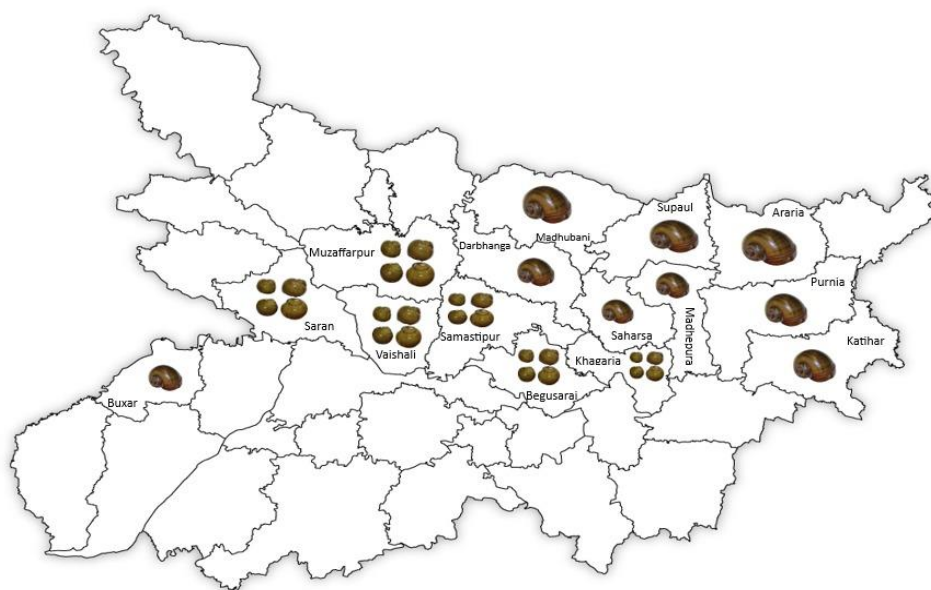 Supaul
Araria
Madhubani
Darbhanga
Muzaffarpur
Purnia
Madhepura
Saran
Saharsa
Samastipur
Katihar
Vaishali
Khagaria
Begusarai
Buxar